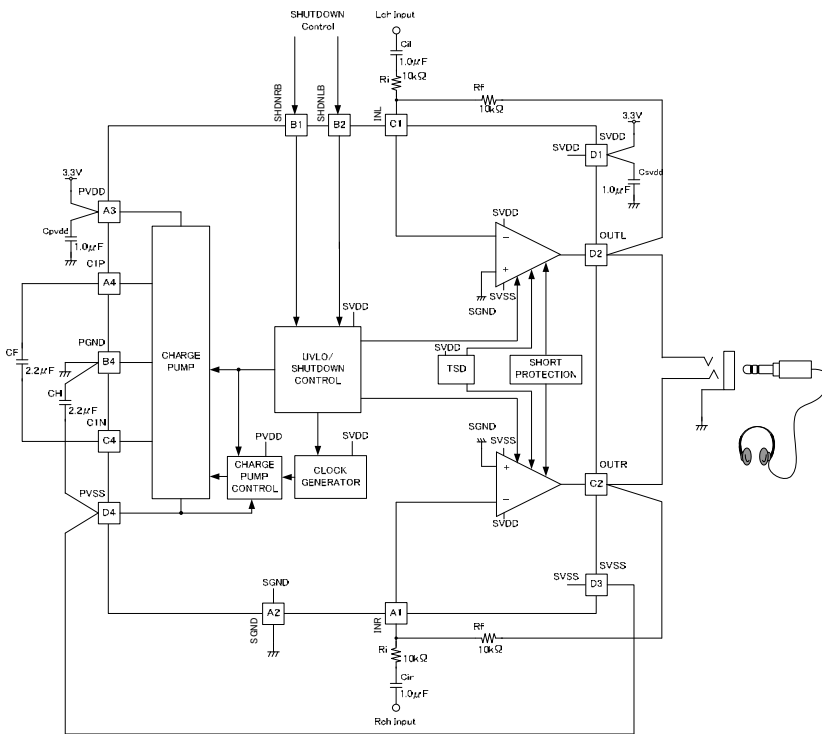 SHUTDOWN
Control
Lch Input
Cil
1.0μF
Ri
10kΩ
Rf
10kΩ
SHDNRB
SHDNLB
INL
B1
B2
C1
3.3V
SVDD
SVDD
D1
Csvdd
1.0μF
3.3V
PVDD
A3
Cpvdd
1.0μF
C1P
A4
SVDD
OUTL
D2
−
+
SVSS
SGND
PGND
B4
CF
2.2μF
CH
2.2μF
C1N
C4
CHARGE
PUMP
SVDD
UVLO/
SHUTDOWN
CONTROL
SVDD
TSD
SHORT
PROTECTION
PVDD
SVDD
CHARGE
PUMP
CONTROL
CLOCK
GENERATOR
SGND
SVSS
+
−
SVDD
OUTR
C2
PVSS
D4
SVSS
SVSS
D3
SGND
A2
SGND
A1
INR
Rf
10kΩ
Ri
10kΩ
Cir
1.0μF
Rch Input